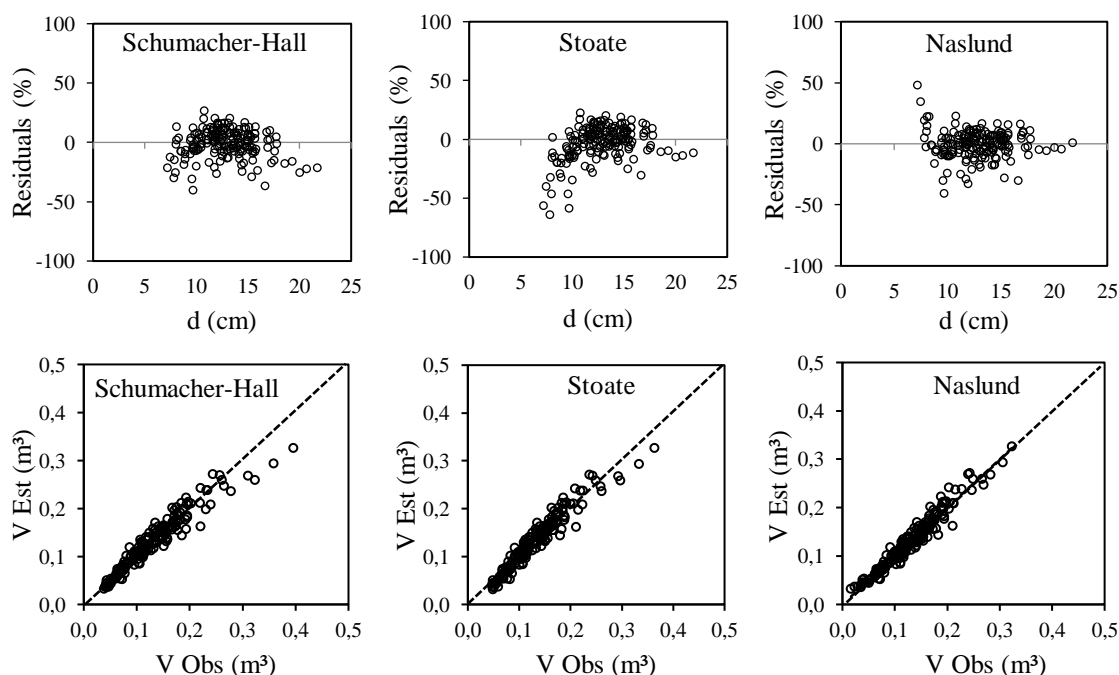 Schumacher-Hall
100
50
0
-50
-100
Residuals (%)
0 5 10 15 20 25
d (cm)
Stoate
100
50
0
-50
-100
Residuals (%)
0 5 10 15 20 25
d (cm)
Naslund
100
50
0
-50
-100
Residuals (%)
0 5 10 15 20 25
d (cm)
Schumacher-Hall
0,5
0,4
0,3
0,2
0,1
0,0
V Est (m³)
0,0 0,1 0,2 0,3 0,4 0,5
V Obs (m³)
Stoate
0,5
0,4
0,3
0,2
0,1
0,0
V Est (m³)
0,0 0,1 0,2 0,3 0,4 0,5
V Obs (m³)
Naslund
0,5
0,4
0,3
0,2
0,1
0,0
V Est (m³)
0,0 0,1 0,2 0,3 0,4 0,5
V Obs (m³)